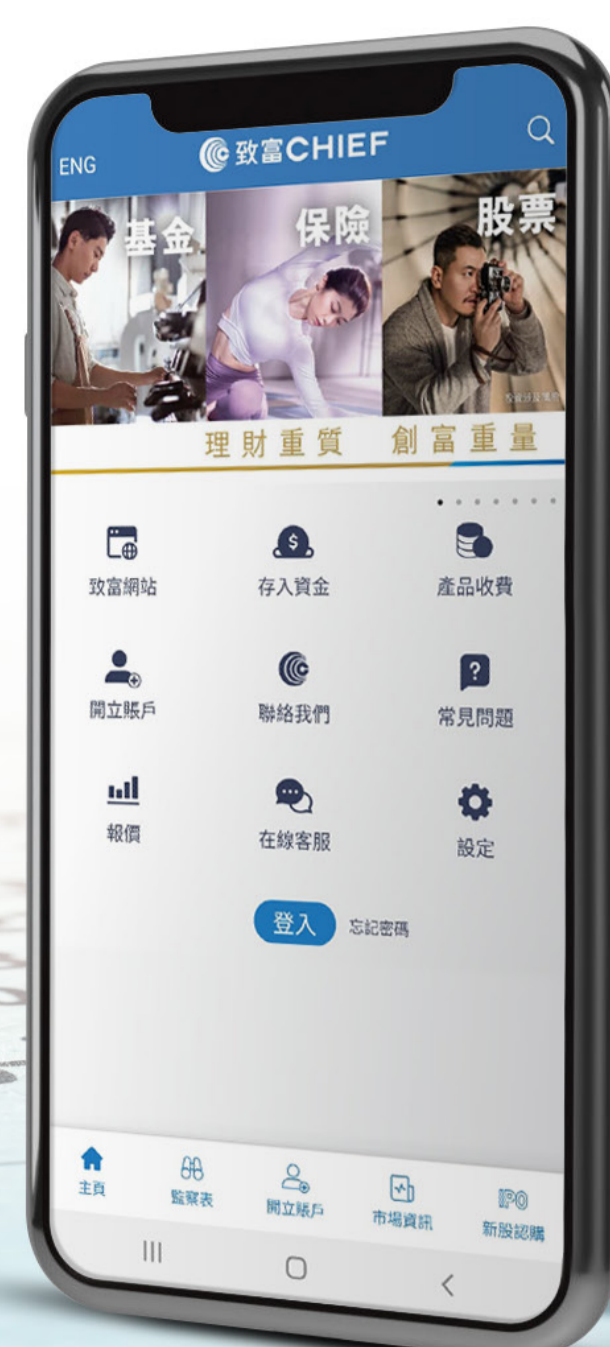 ENG
致富CHIEF
基金
保險
股票
理財重質 創富重量
致富網站
存入資金
產品收費
開立賬戶
聯絡我們
常見問題
報價
在線客服
設定
登入
忘記密碼
主頁
監察表
開立賬戶
市場資訊
IPO
新股認購